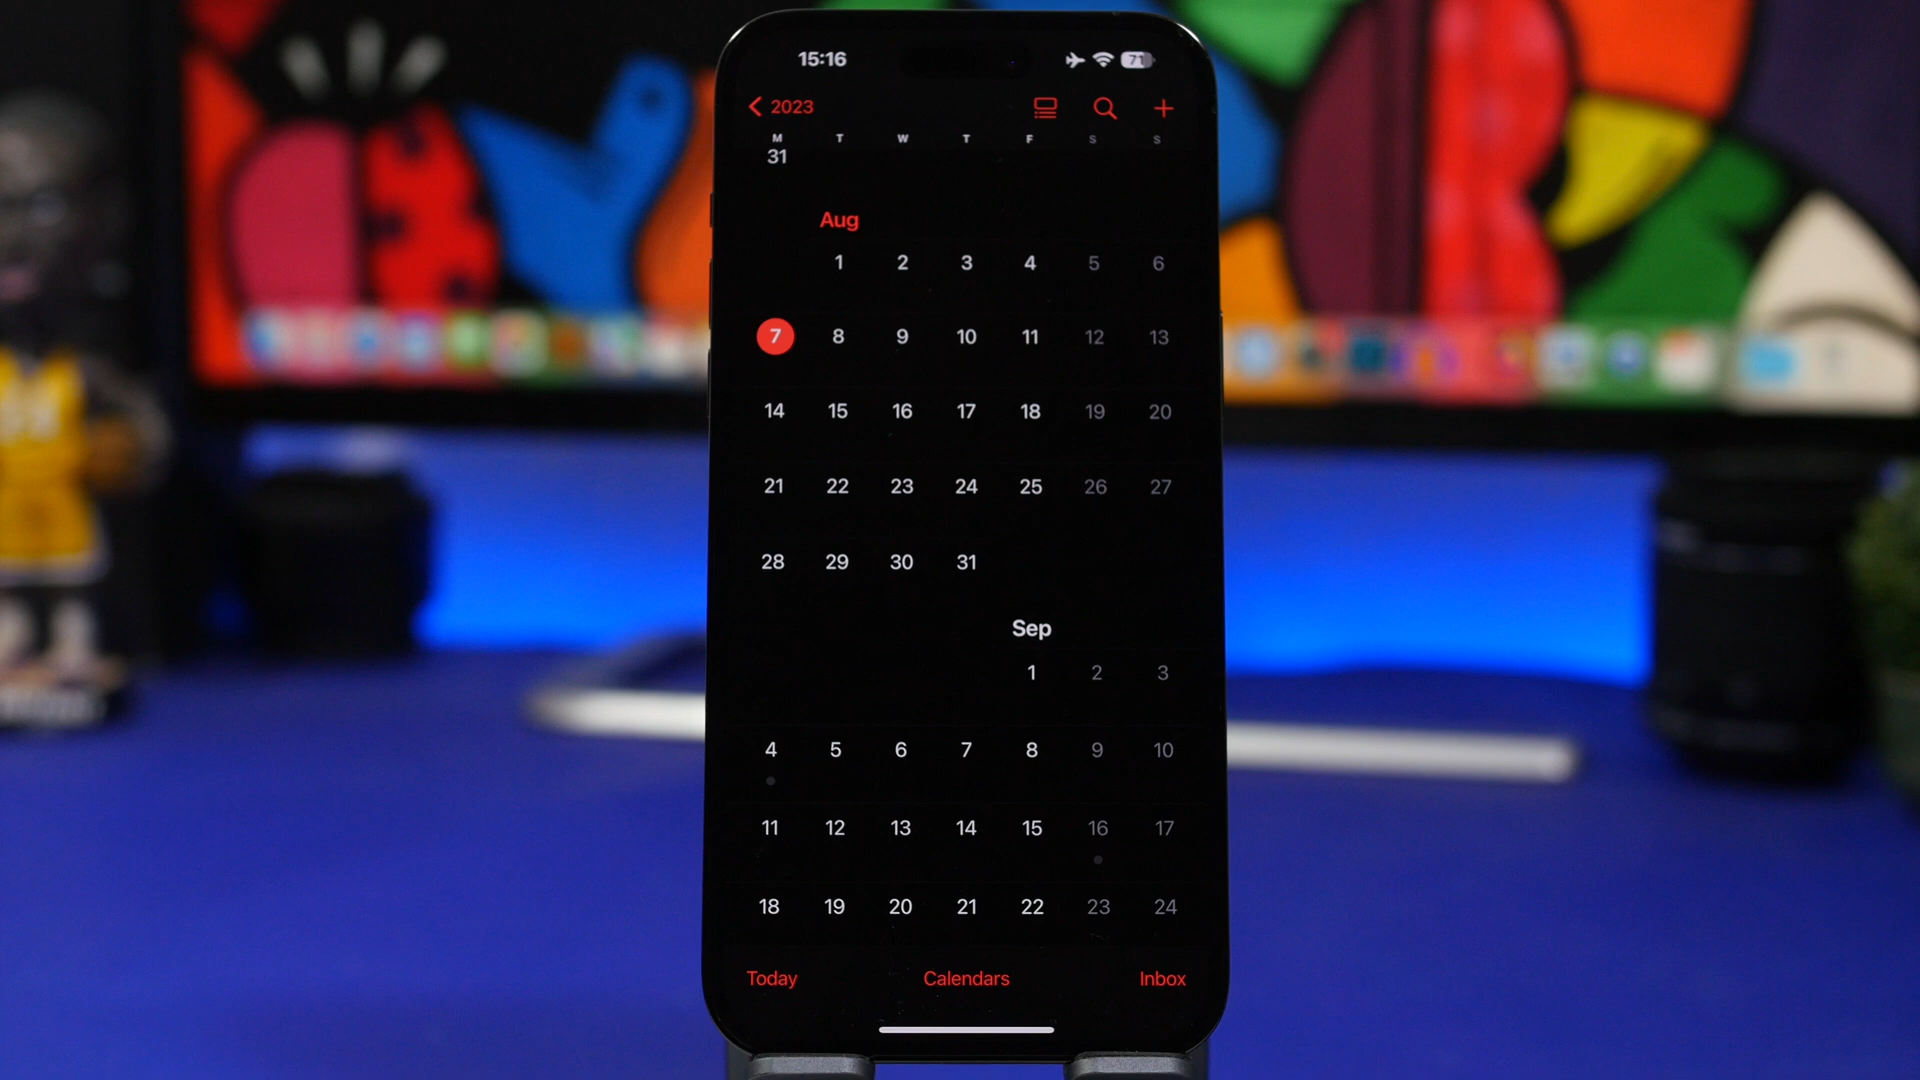 15:16 71
2023
M T W T F S S
31
Aug
1 2 3 4 5 6
7 8 9 10 11 12 13
14 15 16 17 18 19 20
21 22 23 24 25 26 27
28 29 30 31
Sep
1 2 3
4 5 6 7 8 9 10
11 12 13 14 15 16 17
18 19 20 21 22 23 24
Today Calendars Inbox